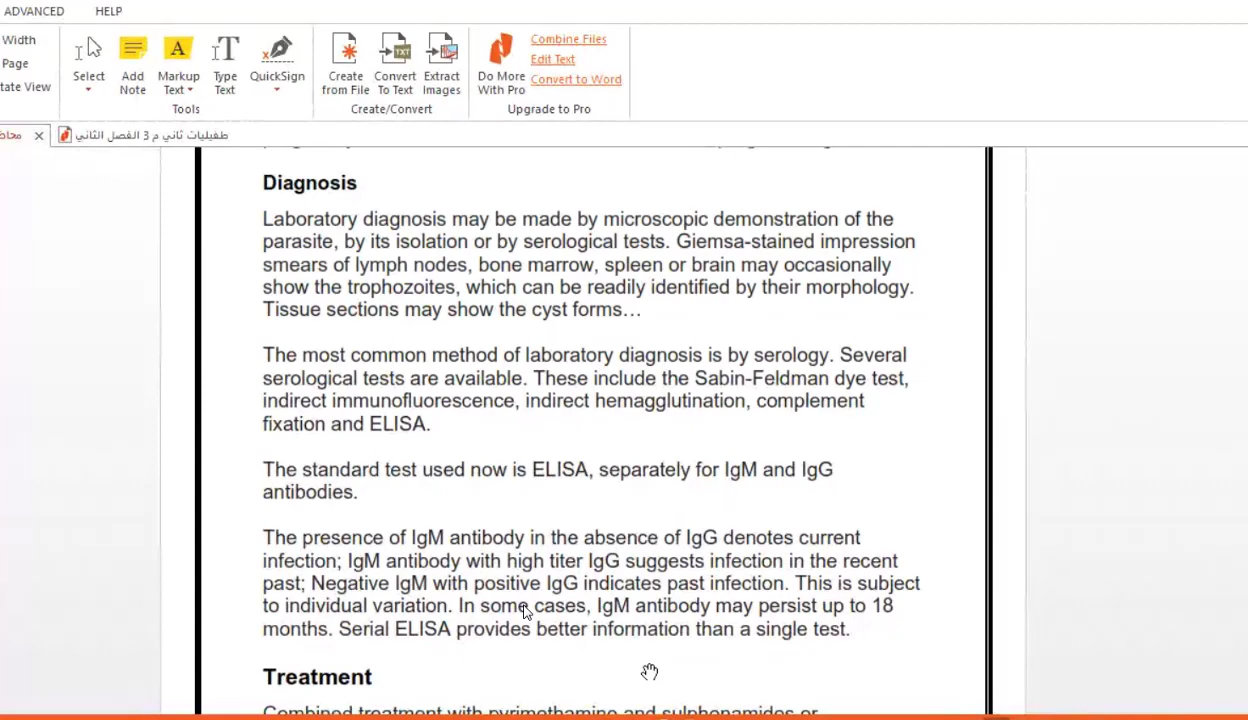 ADVANCED HELP
Width
Page
tate View
Select
Add Note
Markup Text
Type Text
QuickSign
Tools
Create from File
Convert To Text
Extract Images
Create/Convert
Do More With Pro
Combine Files
Edit Text
Convert to Word
Upgrade to Pro
محاض
طفيليات ثاني م 3 الفصل الثاني
Diagnosis
Laboratory diagnosis may be made by microscopic demonstration of the
parasite, by its isolation or by serological tests. Giemsa-stained impression
smears of lymph nodes, bone marrow, spleen or brain may occasionally
show the trophozoites, which can be readily identified by their morphology.
Tissue sections may show the cyst forms…
The most common method of laboratory diagnosis is by serology. Several
serological tests are available. These include the Sabin-Feldman dye test,
indirect immunofluorescence, indirect hemagglutination, complement
fixation and ELISA.
The standard test used now is ELISA, separately for IgM and IgG
antibodies.
The presence of IgM antibody in the absence of IgG denotes current
infection; IgM antibody with high titer IgG suggests infection in the recent
past; Negative IgM with positive IgG indicates past infection. This is subject
to individual variation. In some cases, IgM antibody may persist up to 18
months. Serial ELISA provides better information than a single test.
Treatment
Combined treatment with pyrimethamine and sulphonamides or